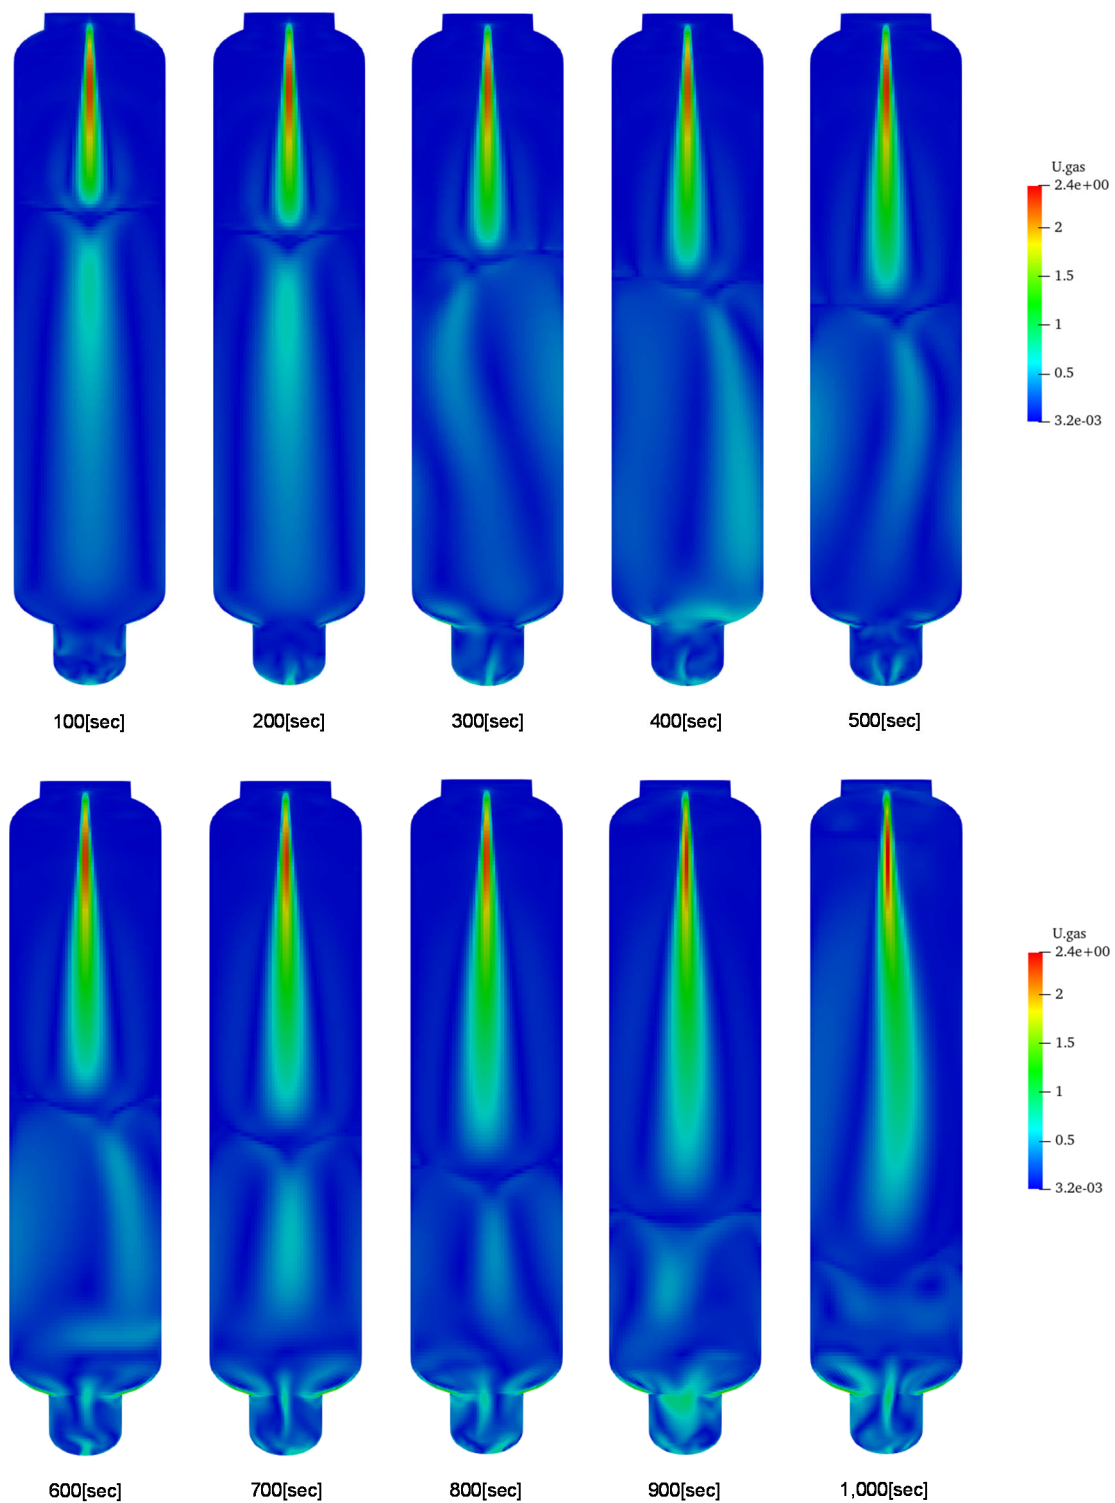 U.gas
2.4e+00
2
1.5
1
0.5
3.2e-03
100[sec]
200[sec]
300[sec]
400[sec]
500[sec]
U.gas
2.4e+00
2
1.5
1
0.5
3.2e-03
600[sec]
700[sec]
800[sec]
900[sec]
1,000[sec]